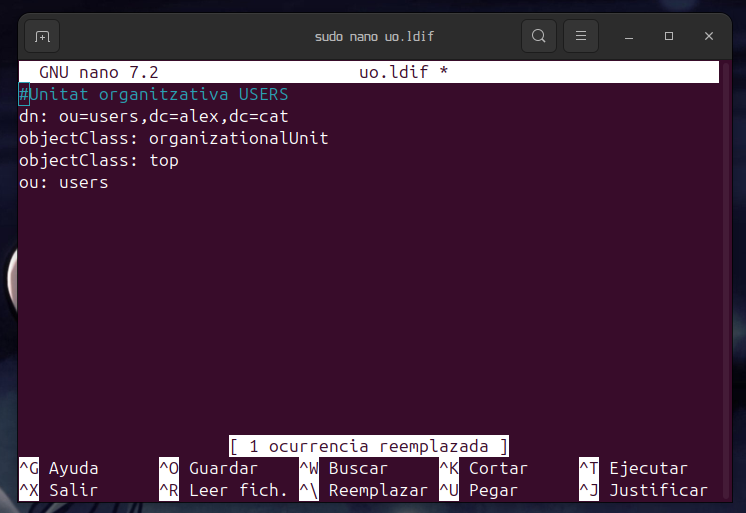 sudo nano uo.ldif
GNU nano 7.2 uo.ldif *
#Unitat organitzativa USERS
dn: ou=users,dc=alex,dc=cat
objectClass: organizationalUnit
objectClass: top
ou: users
[ 1 ocurrencia reemplazada ]
^G Ayuda ^O Guardar ^W Buscar ^K Cortar ^T Ejecutar
^X Salir ^R Leer fich. ^\ Reemplazar ^U Pegar ^J Justificar